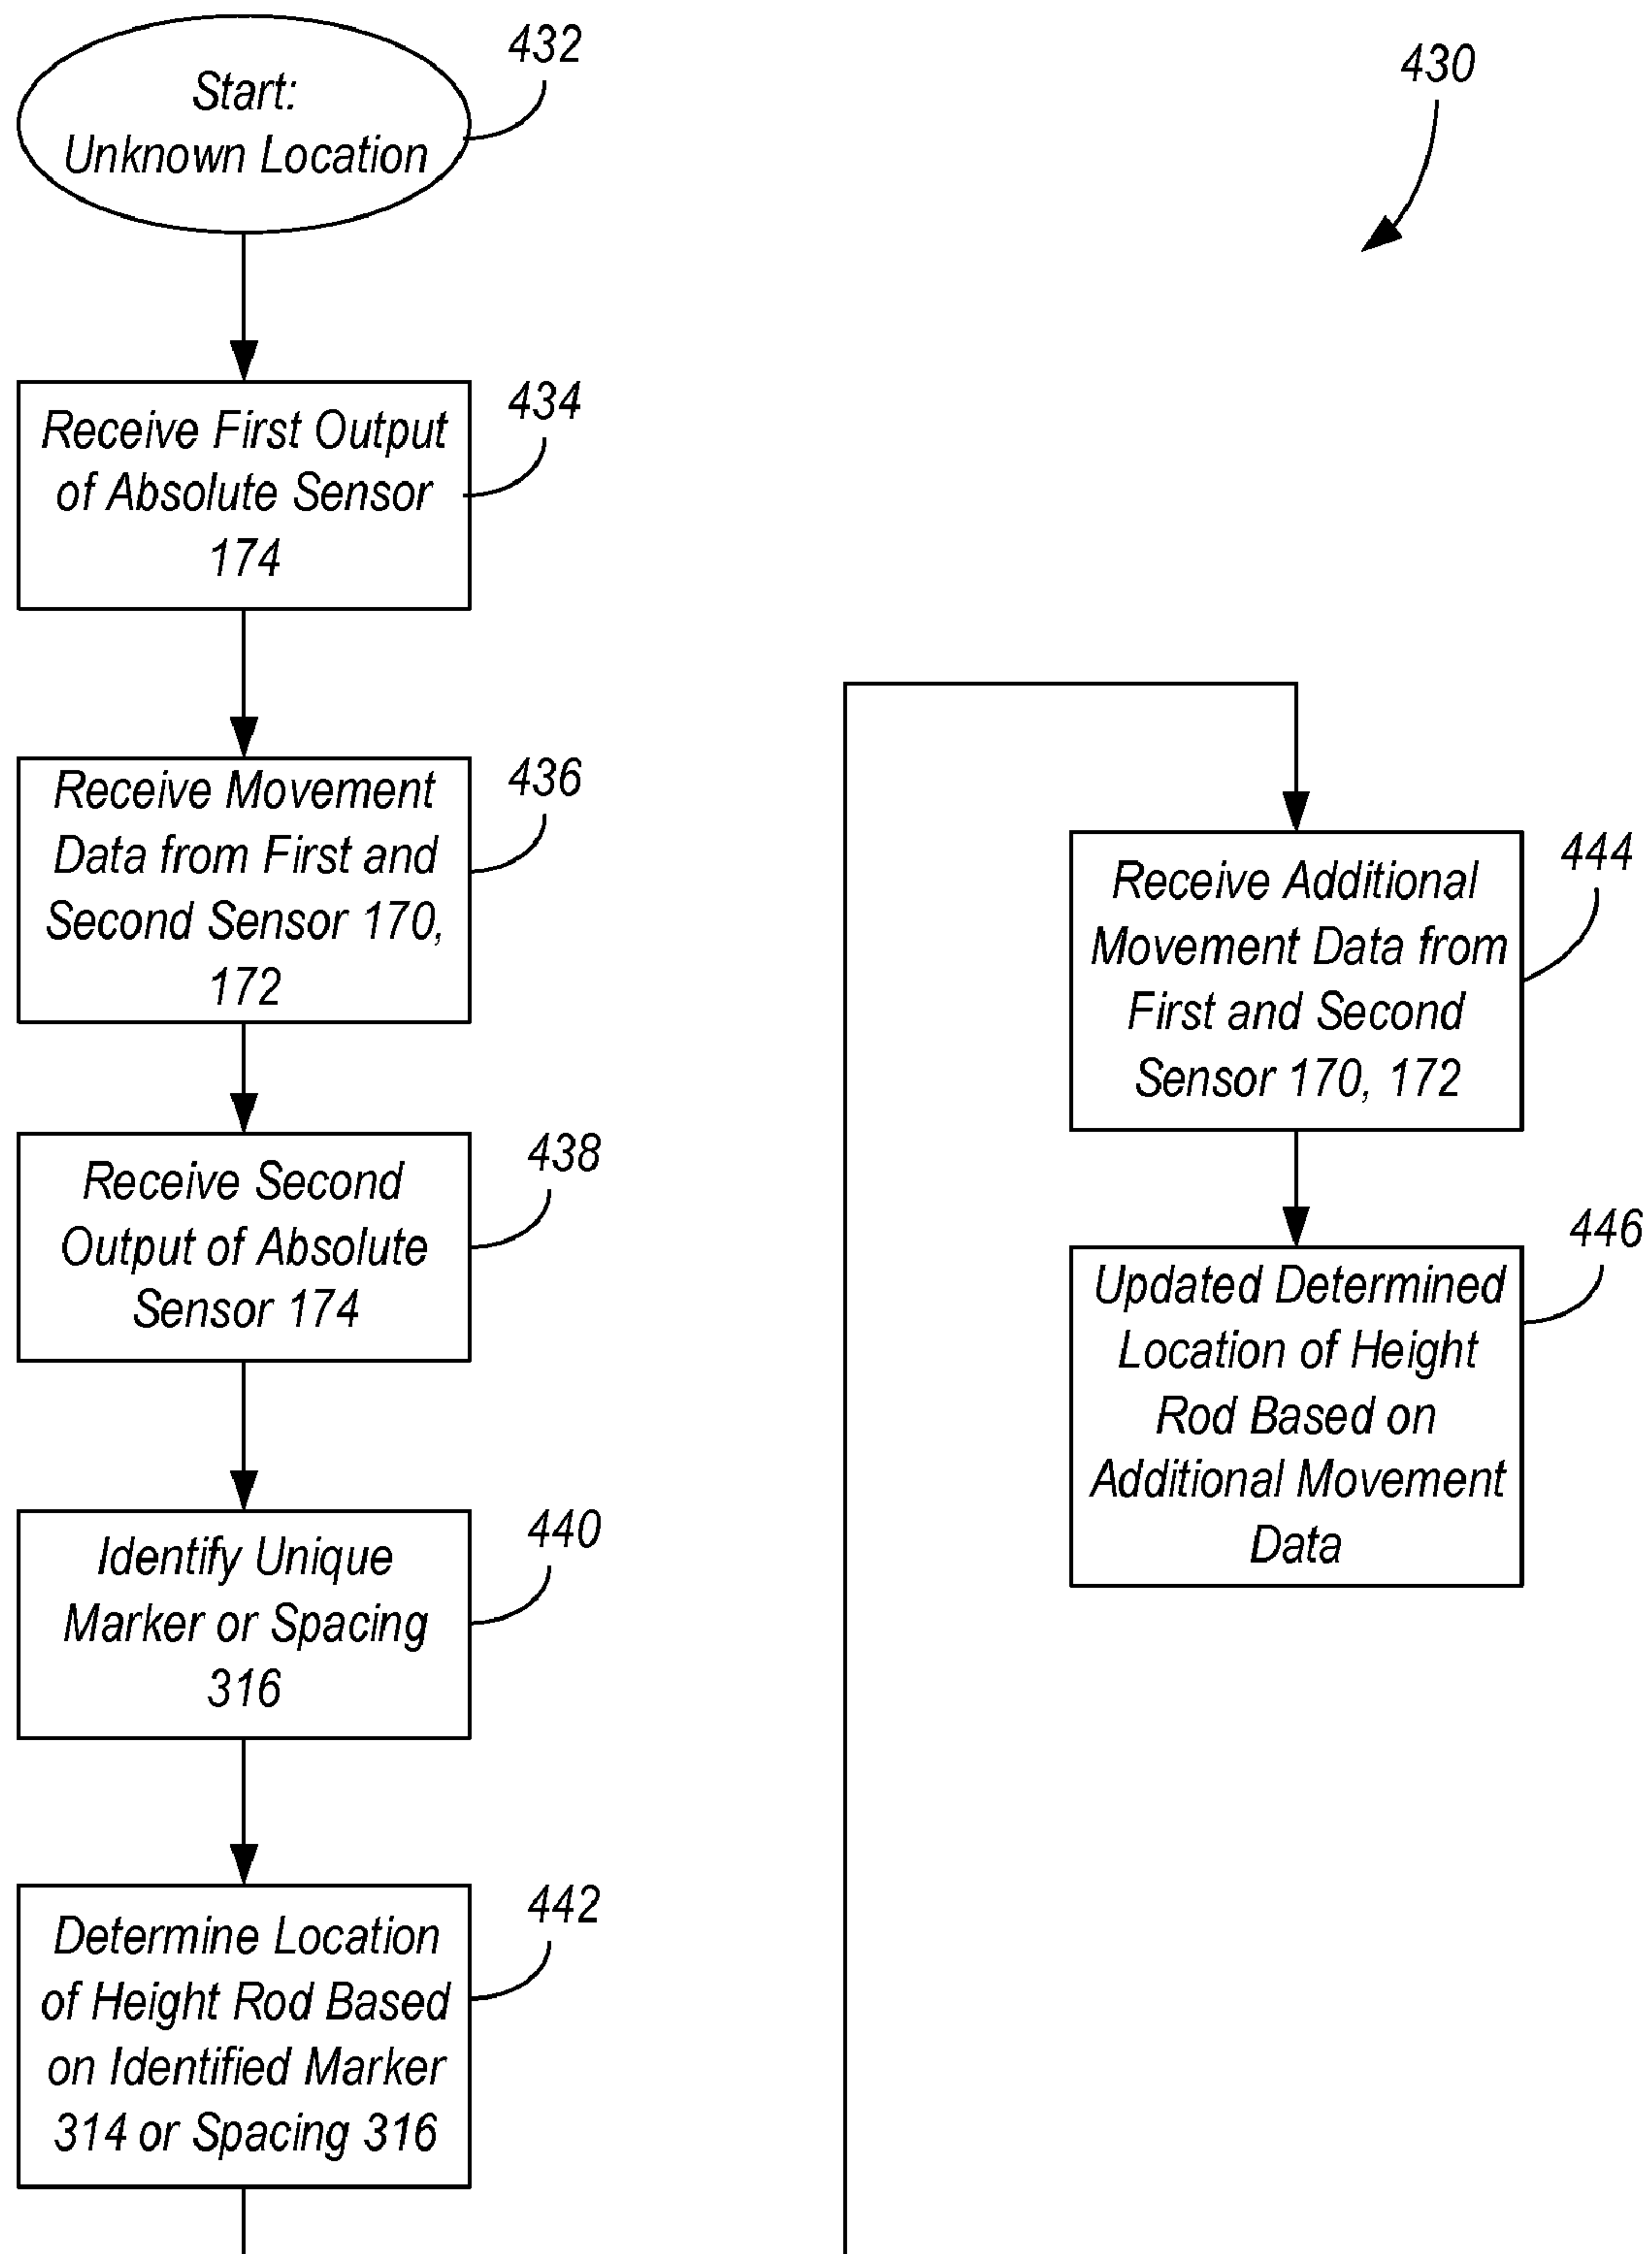 Start:
Unknown Location
432
430
Receive First Output
of Absolute Sensor
174
434
Receive Movement
Data from First and
Second Sensor 170,
172
436
Receive Second
Output of Absolute
Sensor 174
438
Identify Unique
Marker or Spacing
316
440
Determine Location
of Height Rod Based
on Identified Marker
314 or Spacing 316
442
Receive Additional
Movement Data from
First and Second
Sensor 170, 172
444
Updated Determined
Location of Height
Rod Based on
Additional Movement
Data
446